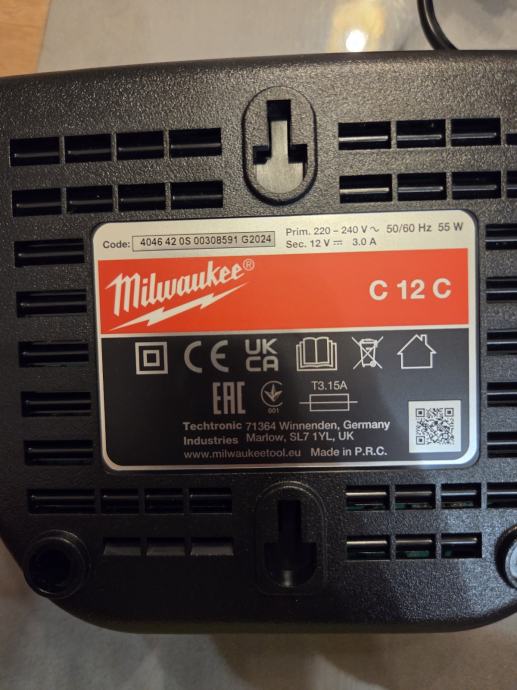 Code: 4046 42 0S 00308591 G2024
Prim. 220 – 240 V ~ 50/60 Hz 55 W
Sec. 12 V ⎓ 3.0 A
Milwaukee®
C 12 C
CE UK CA
EAC 001 T3.15A
Techtronic 71364 Winnenden, Germany
Industries Marlow, SL7 1YL, UK
www.milwaukeetool.eu Made in P.R.C.